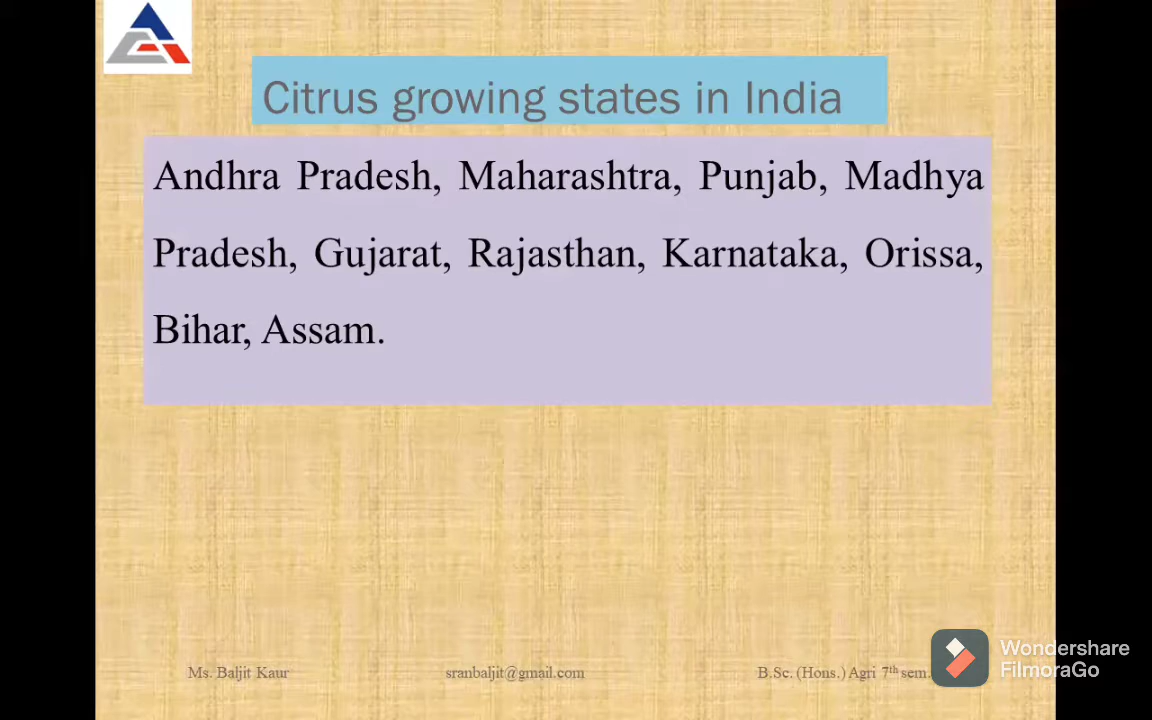 Citrus growing states in India
Andhra Pradesh, Maharashtra, Punjab, Madhya
Pradesh, Gujarat, Rajasthan, Karnataka, Orissa,
Bihar, Assam.
Ms. Baljit Kaur sranbaljit@gmail.com B.Sc. (Hons.) Agri 7th sem.
Wondershare
FilmoraGo